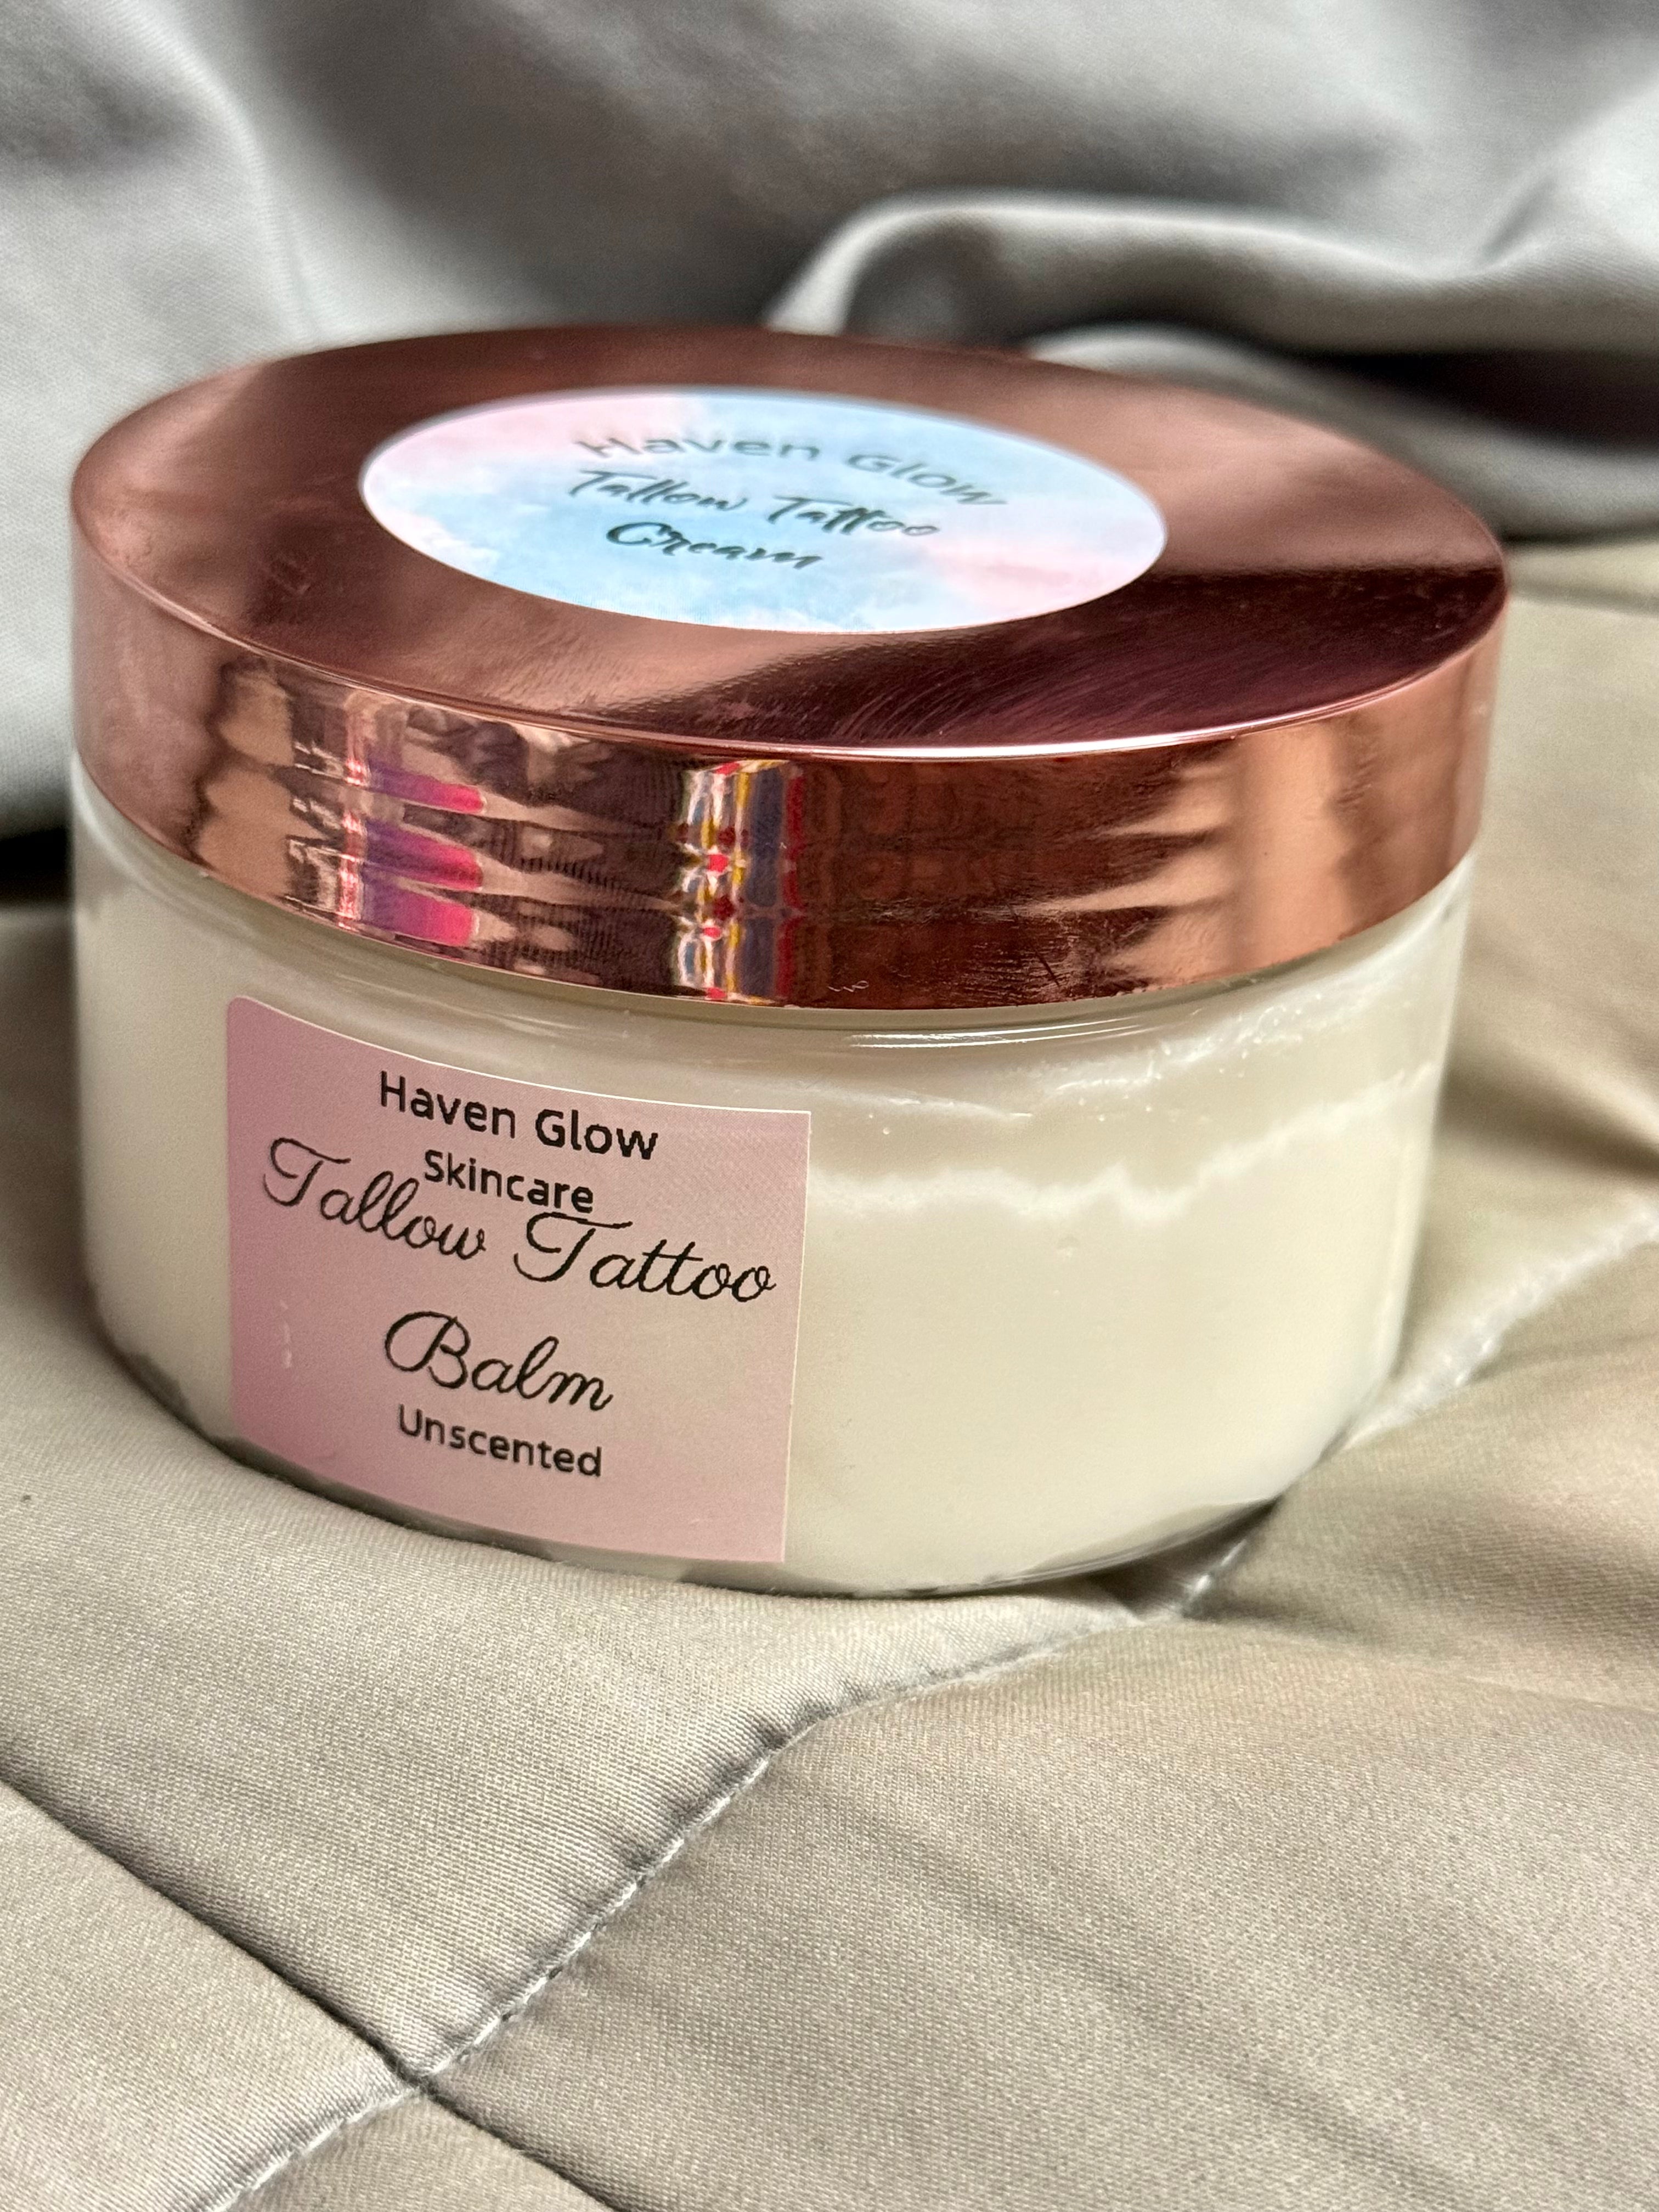 Haven Glow
Tallow Tattoo
Cream
Haven Glow
Skincare
Tallow Tattoo
Balm
Unscented